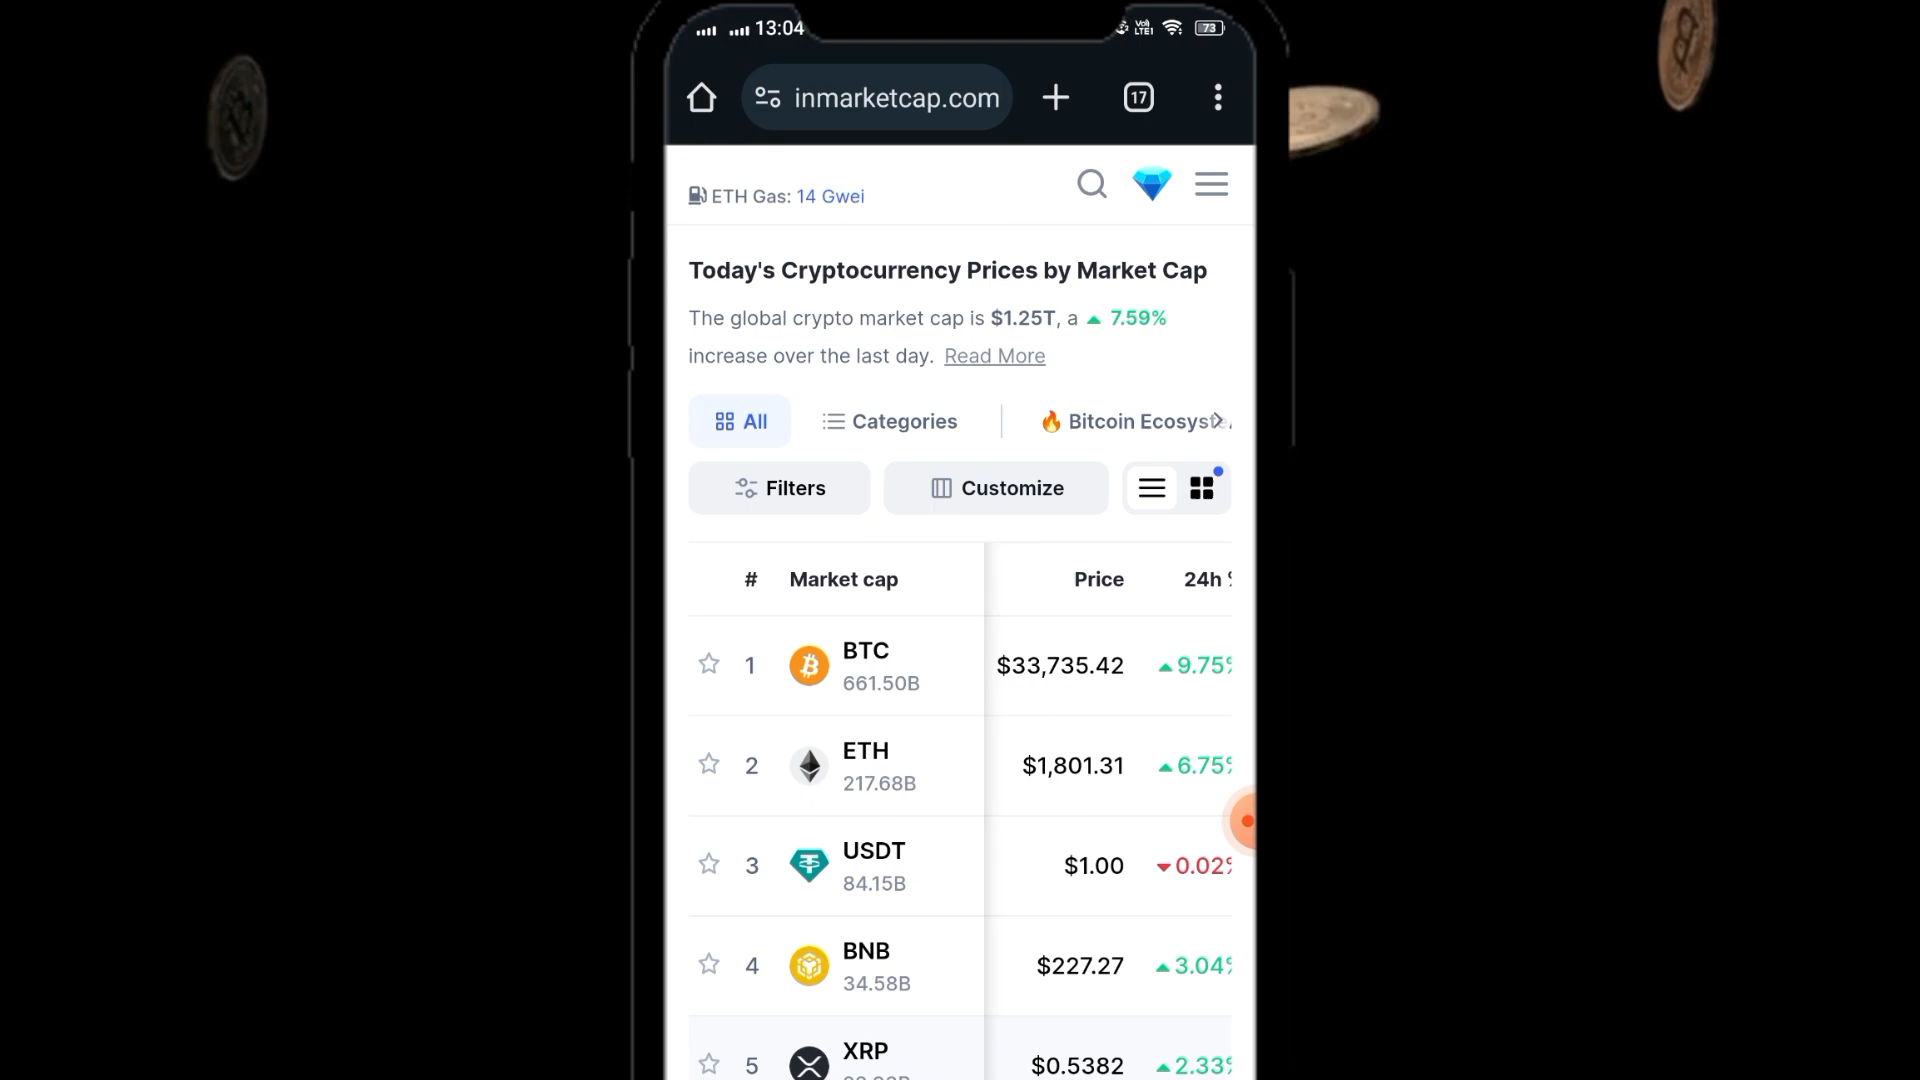 13:04
Vo))
LTE1
73
inmarketcap.com
17
ETH Gas: 14 Gwei
Today's Cryptocurrency Prices by Market Cap
The global crypto market cap is $1.25T, a 7.59%
increase over the last day. Read More
All
Categories
Bitcoin Ecosyste
Filters
Customize
# Market cap Price 24h %
1 BTC $33,735.42 9.75%
661.50B
2 ETH $1,801.31 6.75%
217.68B
3 USDT $1.00 0.02%
84.15B
4 BNB $227.27 3.04%
34.58B
5 XRP $0.5382 2.33%